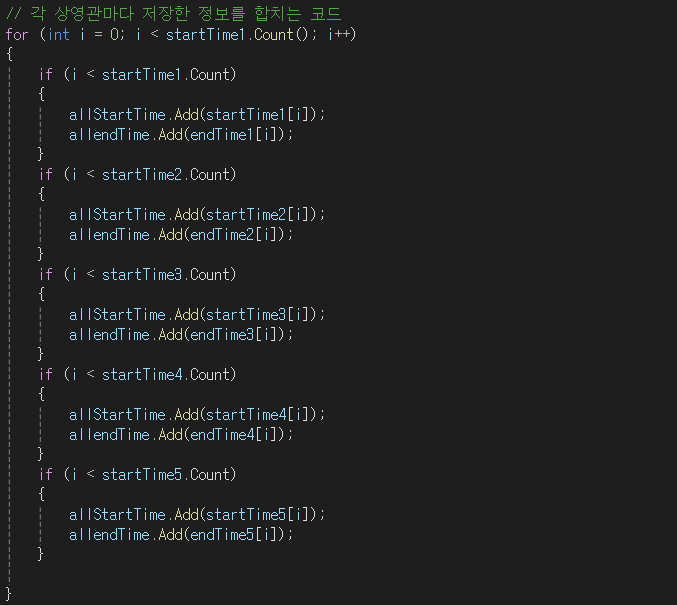 // 각 상영관마다 저장한 정보를 합치는 코드
for (int i = 0; i < startTime1.Count(); i++)
{
    if (i < startTime1.Count)
    {
        allStartTime.Add(startTime1[i]);
        allendTime.Add(endTime1[i]);
    }
    if (i < startTime2.Count)
    {
        allStartTime.Add(startTime2[i]);
        allendTime.Add(endTime2[i]);
    }
    if (i < startTime3.Count)
    {
        allStartTime.Add(startTime3[i]);
        allendTime.Add(endTime3[i]);
    }
    if (i < startTime4.Count)
    {
        allStartTime.Add(startTime4[i]);
        allendTime.Add(endTime4[i]);
    }
    if (i < startTime5.Count)
    {
        allStartTime.Add(startTime5[i]);
        allendTime.Add(endTime5[i]);
    }
}